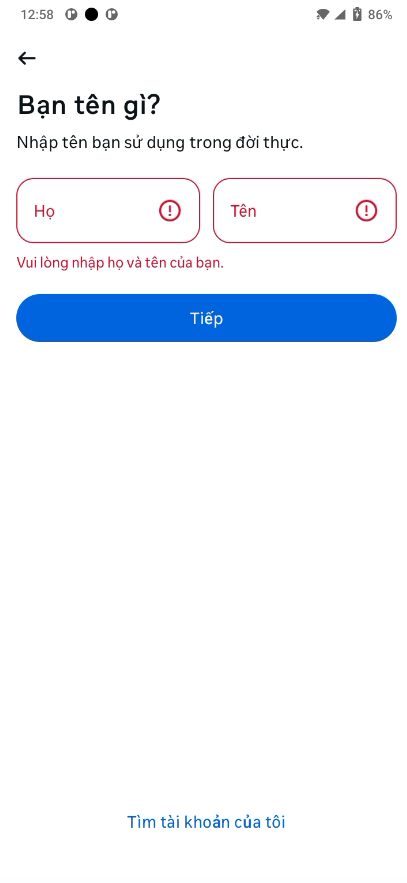 12:58
86%
Bạn tên gì?
Nhập tên bạn sử dụng trong đời thực.
Họ
Tên
Vui lòng nhập họ và tên của bạn.
Tiếp
Tìm tài khoản của tôi